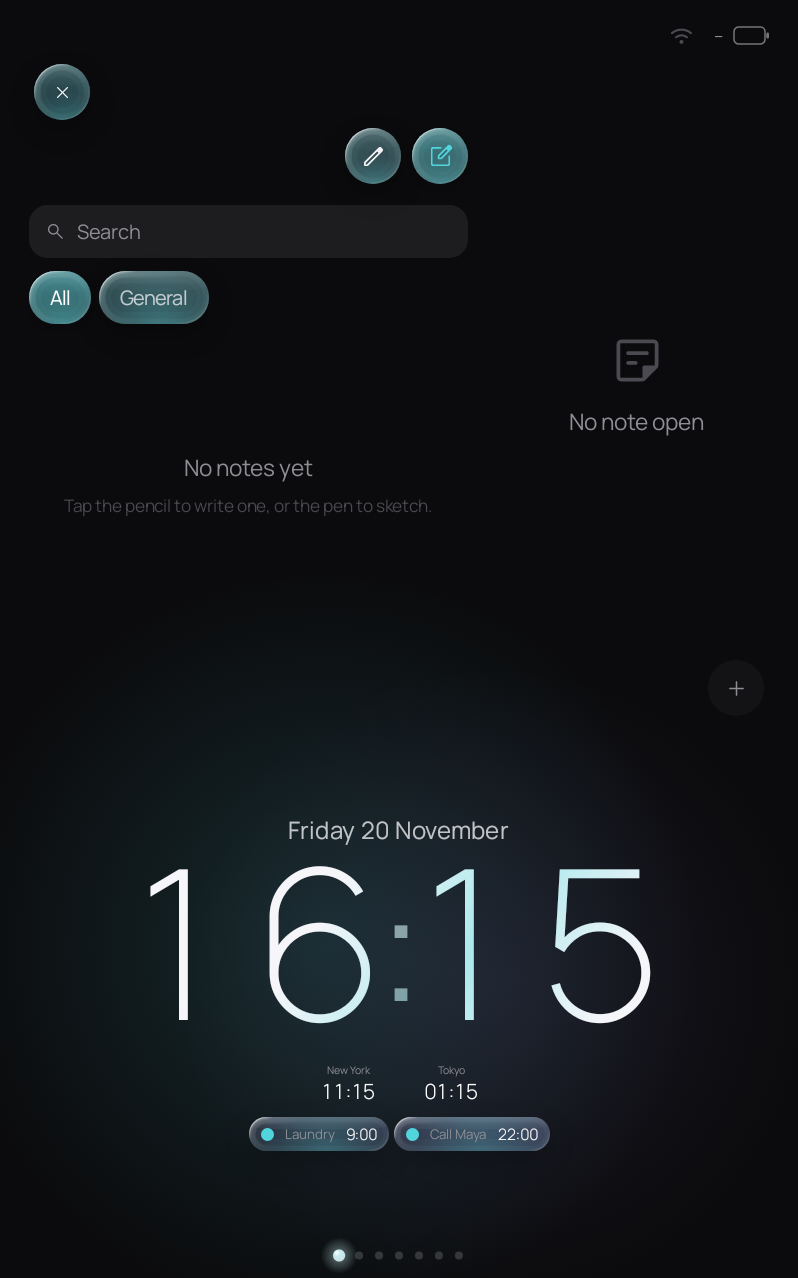 –
Search
All General
No note open
No notes yet
Tap the pencil to write one, or the pen to sketch.
Friday 20 November
16:15
New York Tokyo
11:15 01:15
Laundry 9:00 Call Maya 22:00